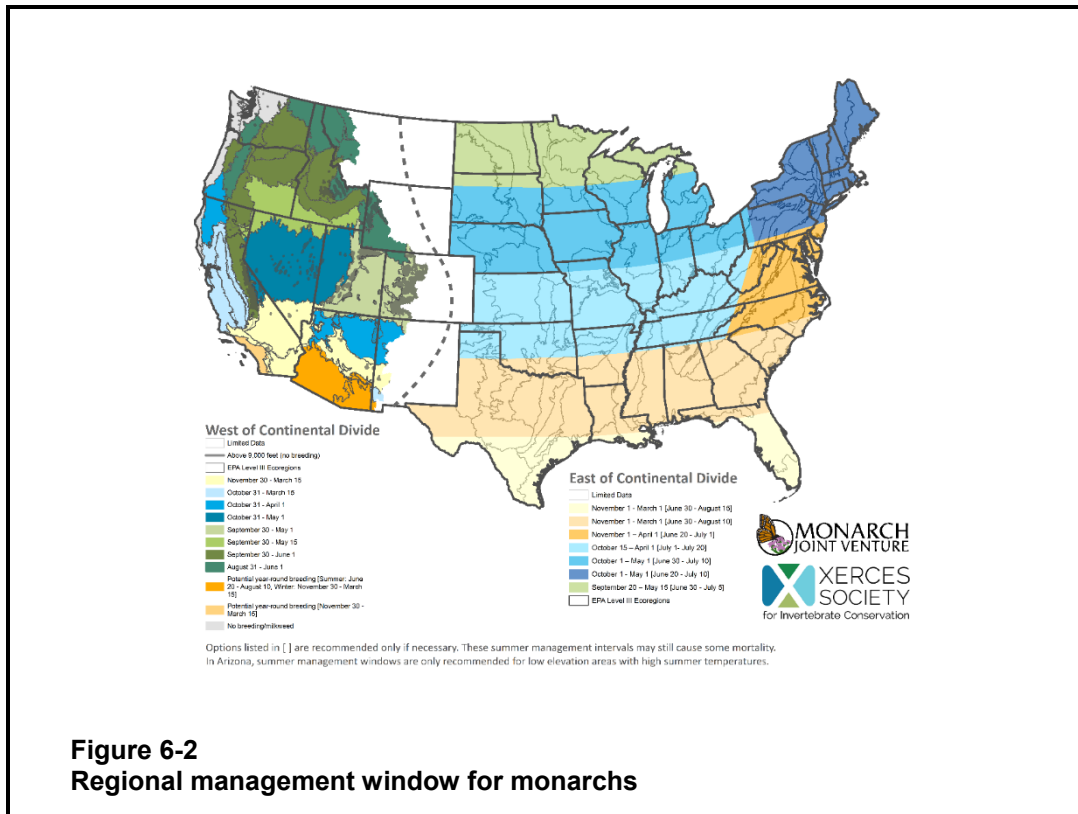 West of Continental Divide
Limited Data
Above 9,000 feet (no breeding)
EPA Level III Ecoregions
November 30 - March 15
October 31 - March 15
October 31 - April 1
October 31 - May 1
September 30 - May 1
September 30 - May 15
September 30 - June 1
August 31 - June 1
Potential year-round breeding [Summer: June
20 - August 10, Winter: November 30 - March
15]
Potential year-round breeding [November 30 -
March 15]
No breeding/milkweed
East of Continental Divide
Limited Data
November 1 - March 1 [June 30 - August 15]
November 1 - March 1 [June 30 - August 10]
November 1 – April 1 [June 20 - July 1]
October 15 – April 1 [July 1- July 20]
October 1 – May 1 [June 30 - July 10]
October 1 - May 1 [June 20 - July 10]
September 20 – May 15 [June 30 - July 5]
EPA Level III Ecoregions
MONARCH
JOINT VENTURE
XERCES
SOCIETY
for Invertebrate Conservation
Options listed in [ ] are recommended only if necessary. These summer management intervals may still cause some mortality.
In Arizona, summer management windows are only recommended for low elevation areas with high summer temperatures.
Figure 6-2
Regional management window for monarchs